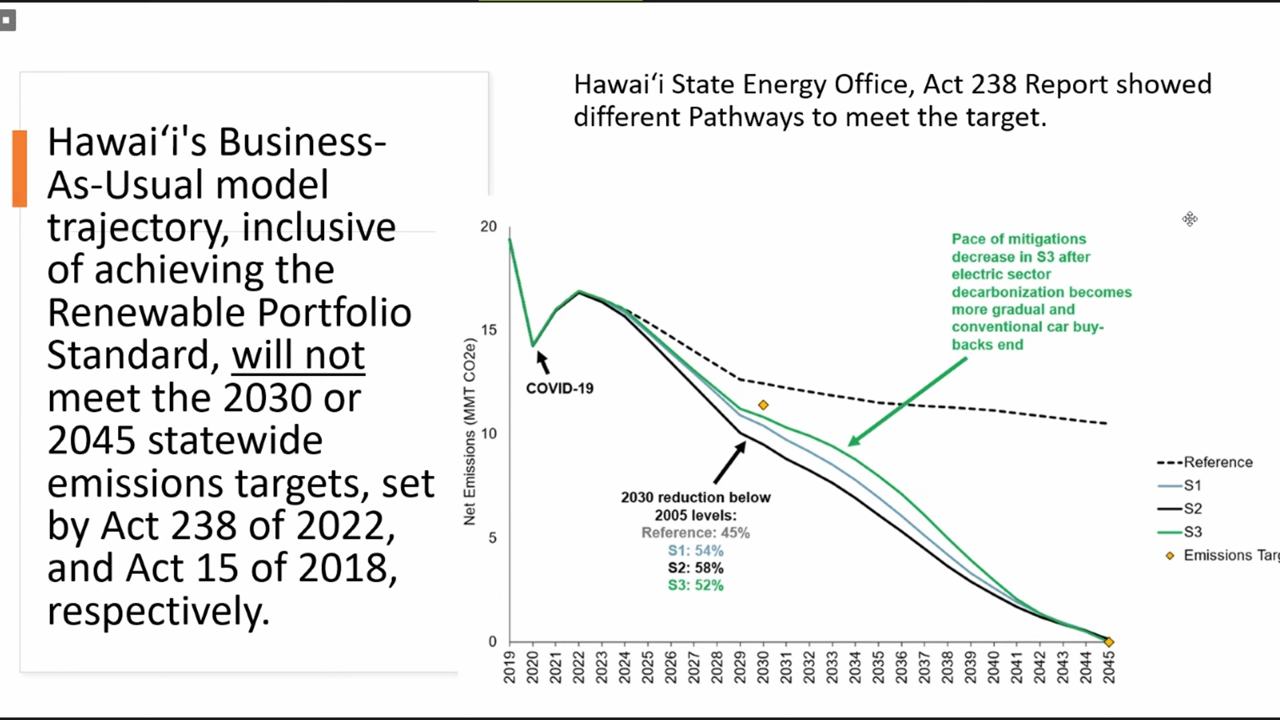 Hawaiʻi State Energy Office, Act 238 Report showed
different Pathways to meet the target.
Hawaiʻi's Business-
As-Usual model
trajectory, inclusive
of achieving the
Renewable Portfolio
Standard, will not
meet the 2030 or
2045 statewide
emissions targets, set
by Act 238 of 2022,
and Act 15 of 2018,
respectively.
Net Emissions (MMT CO2e)
20
15
10
5
0
COVID-19
Pace of mitigations
decrease in S3 after
electric sector
decarbonization becomes
more gradual and
conventional car buy-
backs end
2030 reduction below
2005 levels:
Reference: 45%
S1: 54%
S2: 58%
S3: 52%
Reference
S1
S2
S3
Emissions Targ
2019 2020 2021 2022 2023 2024 2025 2026 2027 2028 2029 2030 2031 2032 2033 2034 2035 2036 2037 2038 2039 2040 2041 2042 2043 2044 2045